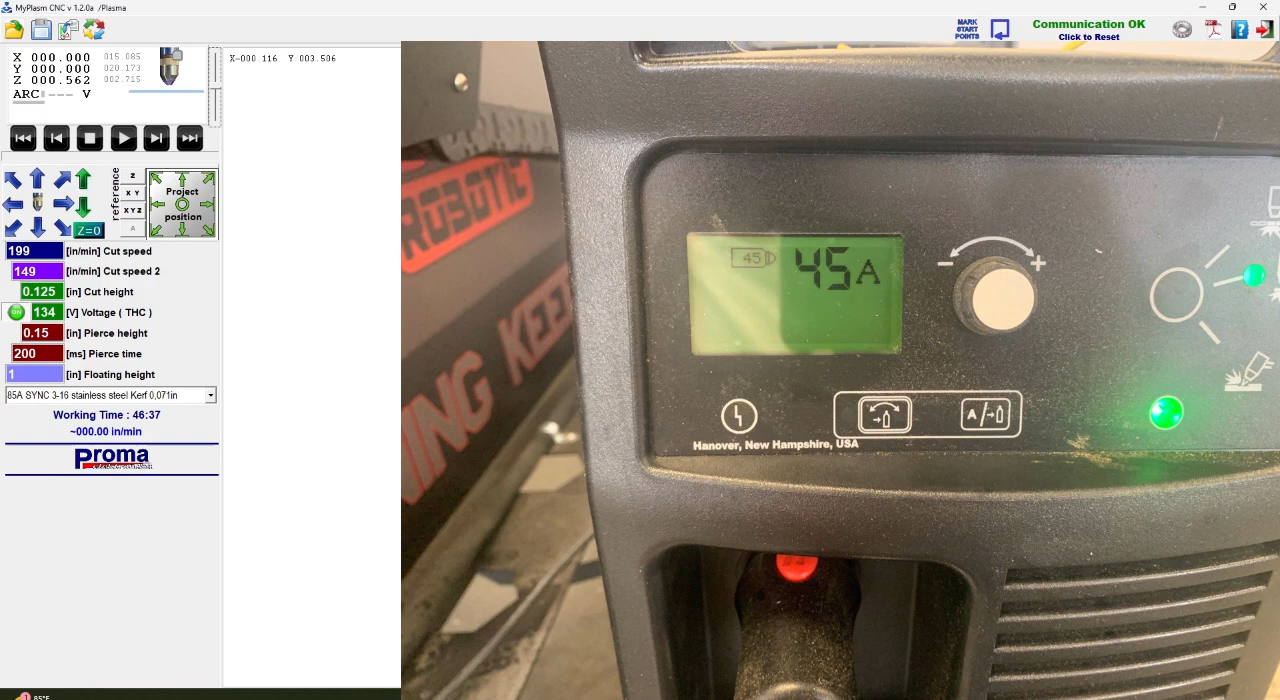 MyPlasm CNC v 1.2.0a /Plasma
MARK
START
POINTS
Communication OK
Click to Reset
X 000.000 015.085
Y 000.000 020.173
Z 000.562 002.715
ARC --- V
X-000.116 Y 003.506
reference
Z
X Y
X Y Z
A
Z=0
Project
position
199 [in/min] Cut speed
149 [in/min] Cut speed 2
0.125 [in] Cut height
ON 134 [V] Voltage ( THC )
0.15 [in] Pierce height
200 [ms] Pierce time
1 [in] Floating height
85A SYNC 3-16 stainless steel Kerf 0,071in
Working Time : 46:37
~000.00 in/min
Proma
85°F
ROBOTIC
45
45A
- +
A
Hanover, New Hampshire, USA